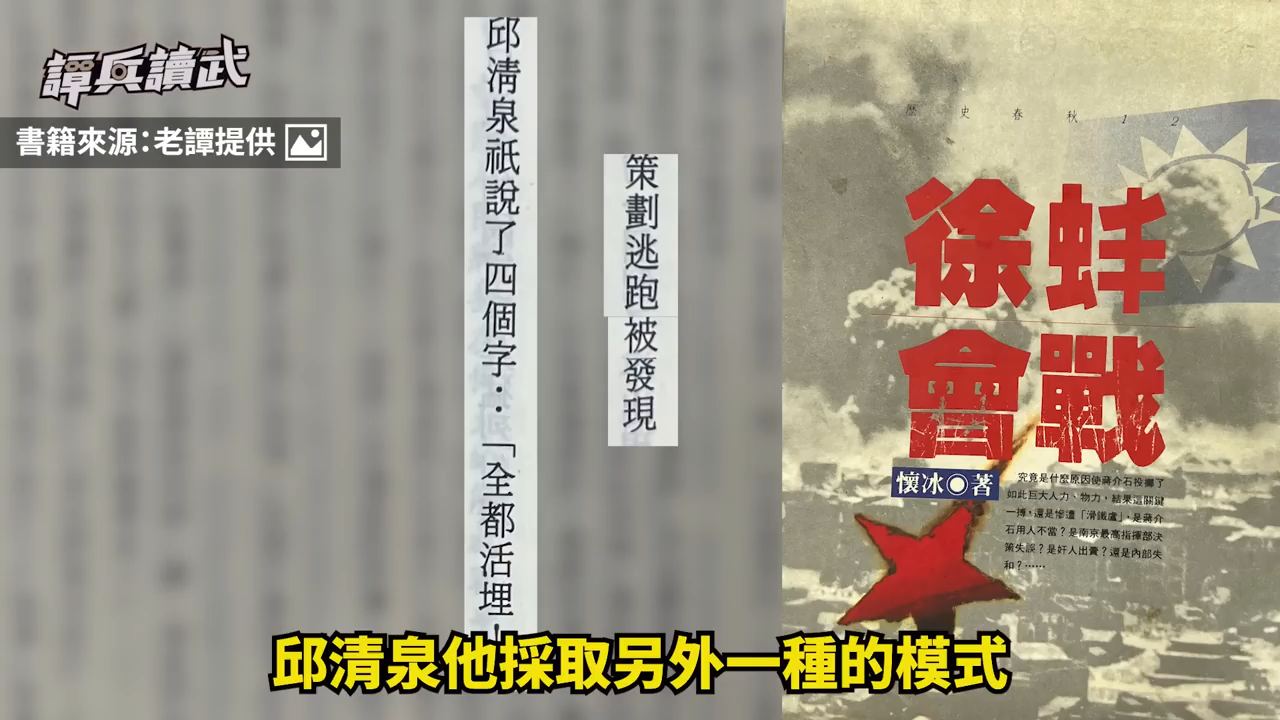 譚兵讀武
書籍來源：老譚提供
策劃逃跑被發現
邱清泉祇說了四個字：「全都活埋！
歷史春秋12
徐蚌
會戰
懷冰◉著
究竟是什麼原因使蔣介石投擲了
如此巨大人力、物力，結果這關鍵
一搏，還是慘遭「滑鐵盧」，是蔣介
石用人不當？是南京最高指揮部決
策失誤？是奸人出賣？還是內部失
和？……
邱清泉他採取另外一種的模式